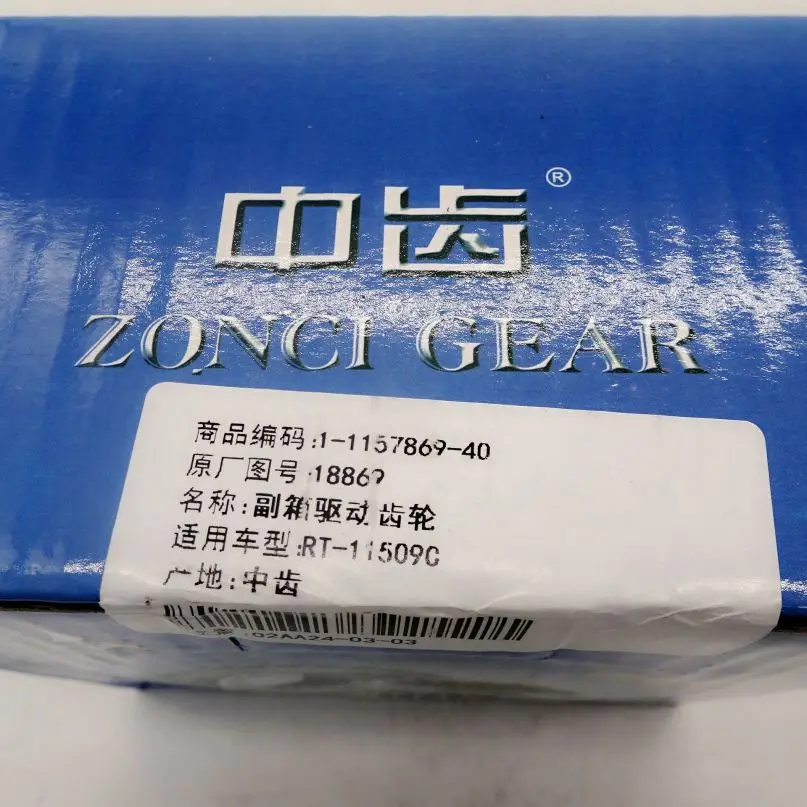 中齿®
ZONCI GEAR
商品编码:1-1157869-40
原厂图号:18869
名称:副箱驱动齿轮
适用车型:RT-11509C
产地:中齿
:02AA24-03-03